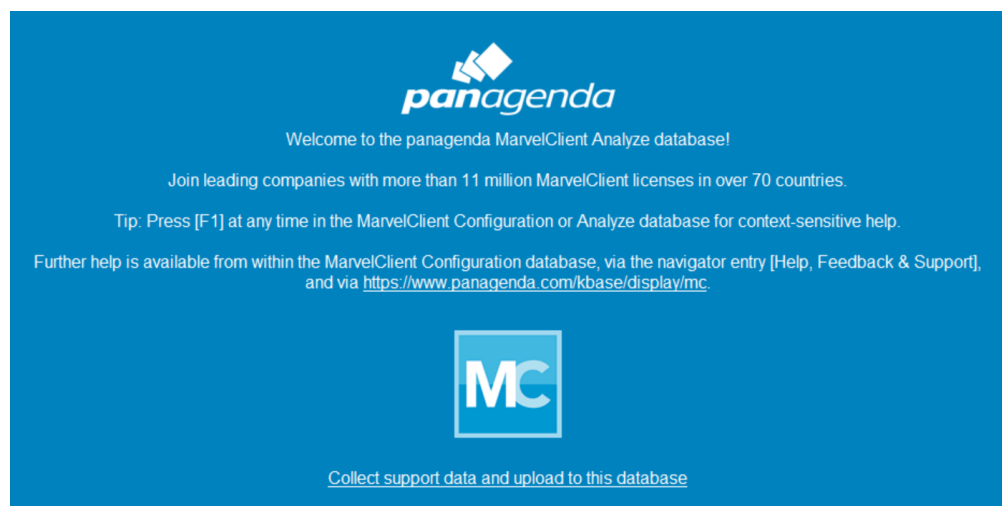 panagenda
Welcome to the panagenda MarvelClient Analyze database!
Join leading companies with more than 11 million MarvelClient licenses in over 70 countries.
Tip: Press [F1] at any time in the MarvelClient Configuration or Analyze database for context-sensitive help.
Further help is available from within the MarvelClient Configuration database, via the navigator entry [Help, Feedback & Support],
and via https://www.panagenda.com/kbase/display/mc.
MC
Collect support data and upload to this database